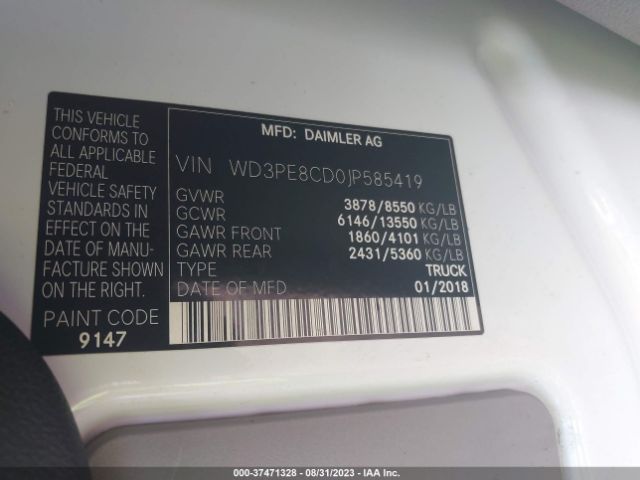 THIS VEHICLE
CONFORMS TO
ALL APPLICABLE
FEDERAL
VEHICLE SAFETY
STANDARDS IN
EFFECT ON THE
DATE OF MANU-
FACTURE SHOWN
ON THE RIGHT.
PAINT CODE
9147
MFD: DAIMLER AG
VIN WD3PE8CD0JP585419
GVWR 3878/8550 KG/LB
GCWR 6146/13550 KG/LB
GAWR FRONT 1860/4101 KG/LB
GAWR REAR 2431/5360 KG/LB
TYPE TRUCK
DATE OF MFD 01/2018
000-37471328 - 08/31/2023 - IAA Inc.